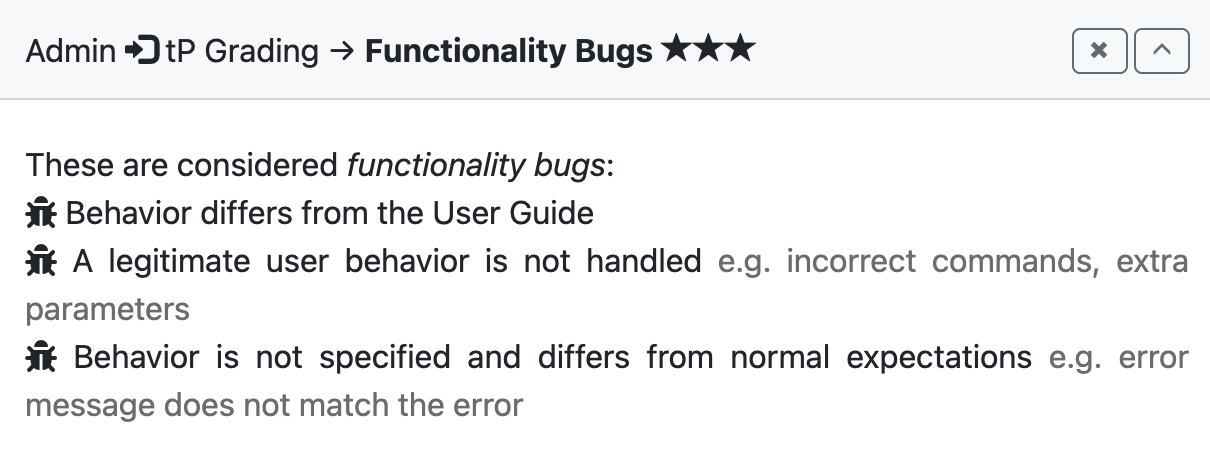 Admin tP Grading → Functionality Bugs ★★★
These are considered functionality bugs:
Behavior differs from the User Guide
A legitimate user behavior is not handled e.g. incorrect commands, extra
parameters
Behavior is not specified and differs from normal expectations e.g. error
message does not match the error